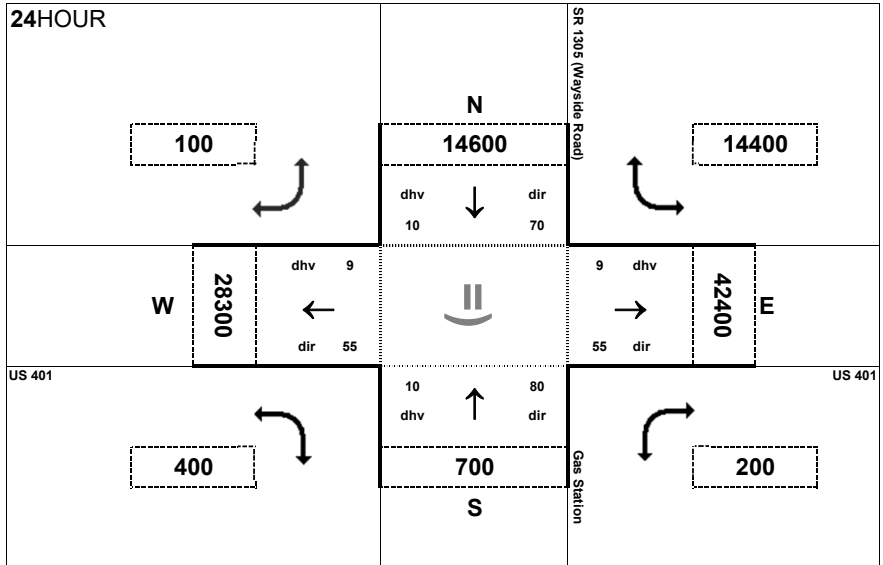 24HOUR
SR 1305 (Wayside Road)
N
100
14600
14400
dhv dir
10 70
dhv 9
9 dhv
W
28300
42400
E
dir 55
55 dir
US 401
US 401
10 80
dhv dir
400
700
200
S
Gas Station